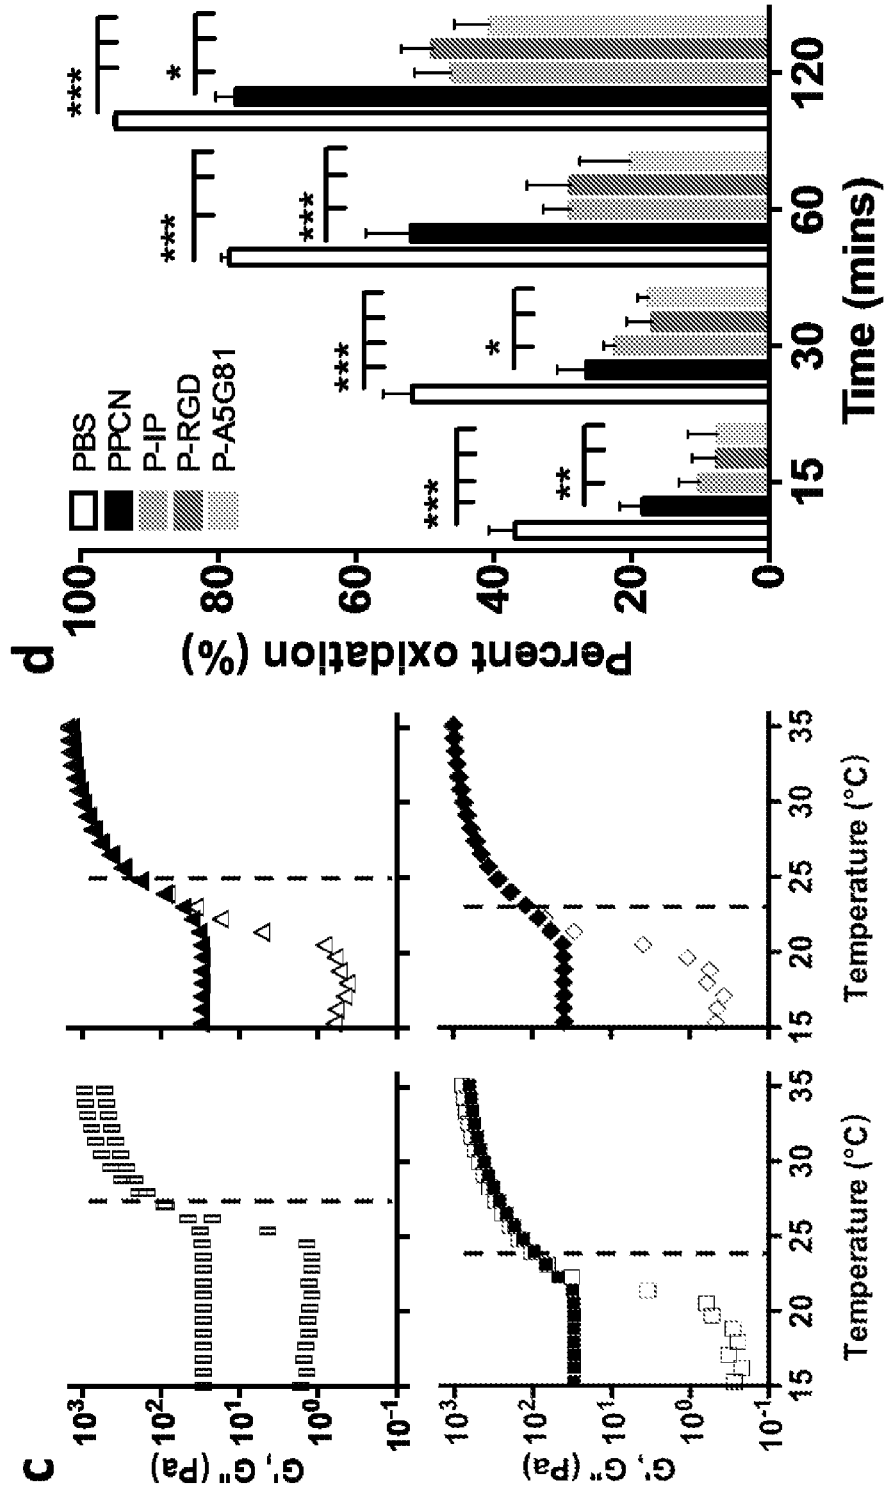 c
G', G'' (Pa)
10³
10²
10¹
10⁰
10⁻¹
G', G'' (Pa)
10³
10²
10¹
10⁰
10⁻¹
15 20 25 30 35
Temperature (°C)
15 20 25 30 35
Temperature (°C)
d
Percent oxidation (%)
100
80
60
40
20
0
PBS
PPCN
P-IP
P-RGD
P-A5G81
***
**
***
*
***
***
***
*
15 30 60 120
Time (mins)